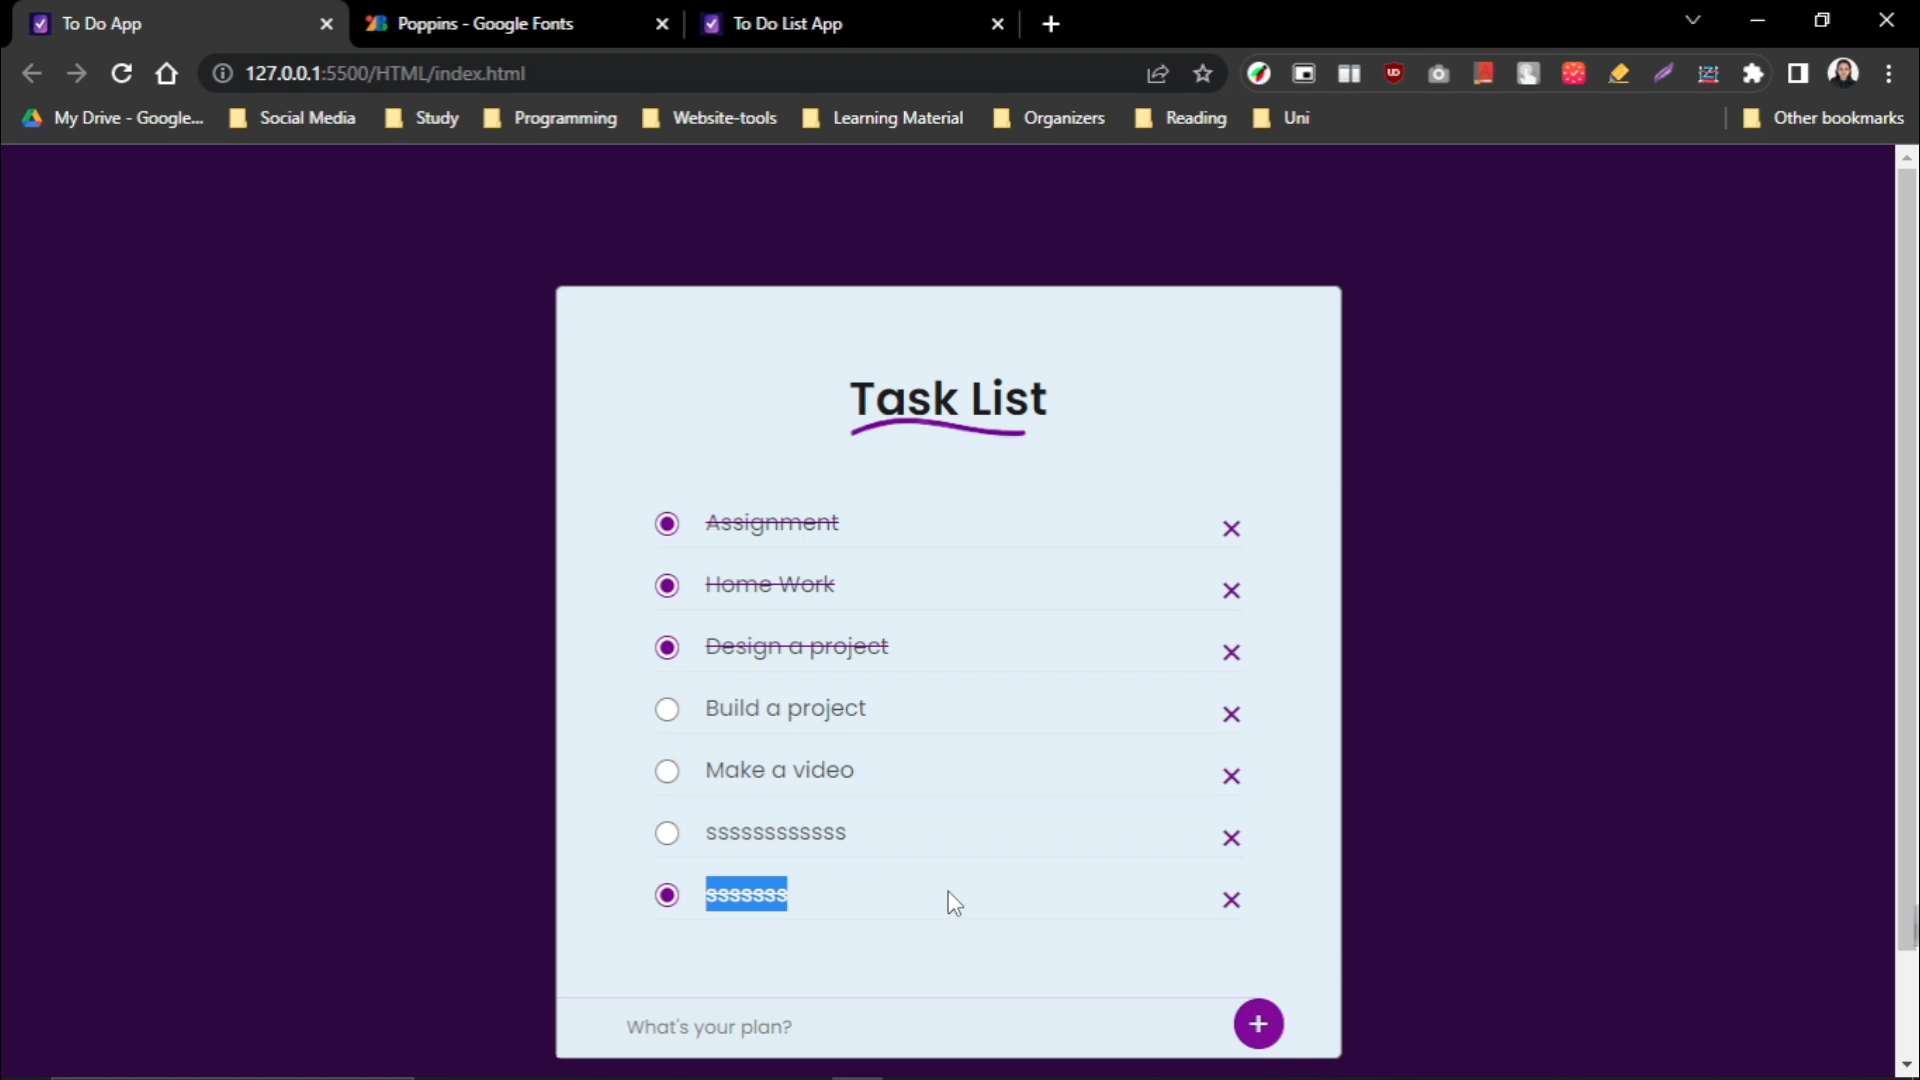 To Do App
Poppins - Google Fonts
To Do List App
127.0.0.1:5500/HTML/index.html
My Drive - Google...
Social Media
Study
Programming
Website-tools
Learning Material
Organizers
Reading
Uni
Other bookmarks
Task List
Assignment
Home Work
Design a project
Build a project
Make a video
ssssssssssss
sssssss
What's your plan?